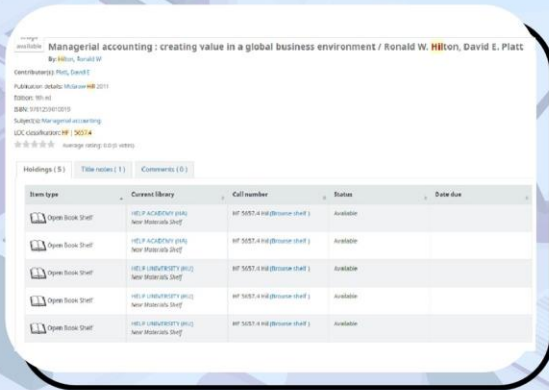 Image
available
Managerial accounting : creating value in a global business environment / Ronald W. Hilton, David E. Platt
By: Hilton, Ronald W
Contributor(s): Platt, David E
Publication details: McGraw-Hill 2011
Edition: 9th ed
ISBN:
Subject(s): Managerial accounting
LOC classification: HF | 5657.4
Average rating: 0.0 (0 votes)
Holdings ( 5 ) Title notes ( 1 ) Comments ( 0 )
Item type Current library Call number Status Date due
Open Book Shelf HELP ACADEMY (HA) HF 5657.4 Hil (Browse shelf ) Available
New Materials Shelf
Open Book Shelf HELP ACADEMY (HA) HF 5657.4 Hil (Browse shelf ) Available
New Materials Shelf
Open Book Shelf HELP UNIVERSITY (HU) HF 5657.4 Hil (Browse shelf ) Available
New Materials Shelf
Open Book Shelf HELP UNIVERSITY (HU) HF 5657.4 Hil (Browse shelf ) Available
New Materials Shelf
Open Book Shelf HELP UNIVERSITY (HU) HF 5657.4 Hil (Browse shelf ) Available
New Materials Shelf